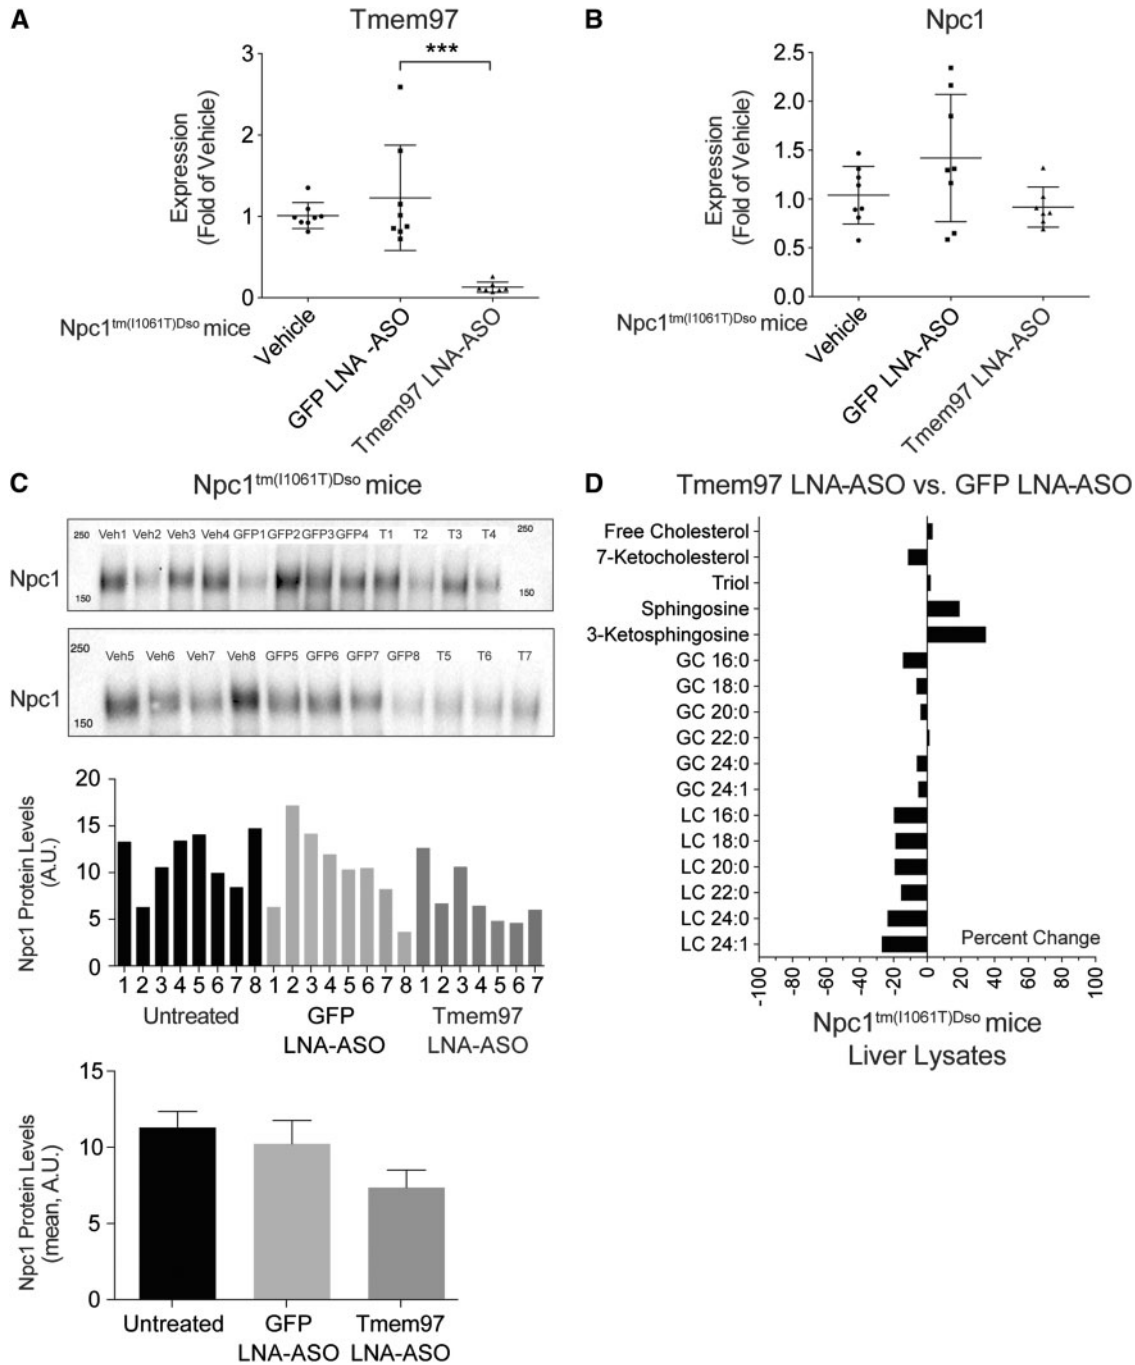 A
Tmem97
3
2
1
0
Expression
(Fold of Vehicle)
***
Npc1tm(I1061T)Dso mice
Vehicle
GFP LNA -ASO
Tmem97 LNA-ASO
B
Npc1
2.5
2.0
1.5
1.0
0.5
0.0
Expression
(Fold of Vehicle)
Npc1tm(I1061T)Dso mice
Vehicle
GFP LNA-ASO
Tmem97 LNA-ASO
C
Npc1tm(I1061T)Dso mice
250 Veh1 Veh2 Veh3 Veh4 GFP1 GFP2 GFP3 GFP4 T1 T2 T3 T4 250
Npc1
150 150
250 Veh5 Veh6 Veh7 Veh8 GFP5 GFP6 GFP7 GFP8 T5 T6 T7
Npc1
150
20
15
10
5
0
Npc1 Protein Levels
(A.U.)
1 2 3 4 5 6 7 8 1 2 3 4 5 6 7 8 1 2 3 4 5 6 7
Untreated
GFP
LNA-ASO
Tmem97
LNA-ASO
15
10
5
0
Npc1 Protein Levels
(mean, A.U.)
Untreated
GFP
LNA-ASO
Tmem97
LNA-ASO
D
Tmem97 LNA-ASO vs. GFP LNA-ASO
Free Cholesterol
7-Ketocholesterol
Triol
Sphingosine
3-Ketosphingosine
GC 16:0
GC 18:0
GC 20:0
GC 22:0
GC 24:0
GC 24:1
LC 16:0
LC 18:0
LC 20:0
LC 22:0
LC 24:0
LC 24:1
Percent Change
-100 -80 -60 -40 -20 0 20 40 60 80 100
Npc1tm(I1061T)Dso mice
Liver Lysates